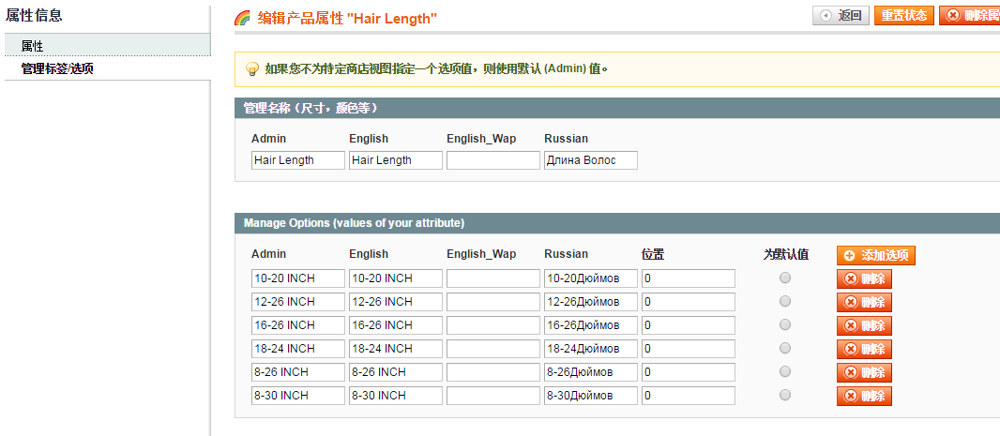 属性信息
属性
管理标签/选项
编辑产品属性 "Hair Length"
返回 重置状态 删除属
如果您不为特定商店视图指定一个选项值，则使用默认 (Admin) 值。
管理名称（尺寸，颜色等）
Admin English English_Wap Russian
Hair Length Hair Length Длина Волос
Manage Options (values of your attribute)
Admin English English_Wap Russian 位置 为默认值 添加选项
10-20 INCH 10-20 INCH 10-20Дюймов 0 删除
12-26 INCH 12-26 INCH 12-26Дюймов 0 删除
16-26 INCH 16-26 INCH 16-26Дюймов 0 删除
18-24 INCH 18-24 INCH 18-24Дюймов 0 删除
8-26 INCH 8-26 INCH 8-26Дюймов 0 删除
8-30 INCH 8-30 INCH 8-30Дюймов 0 删除